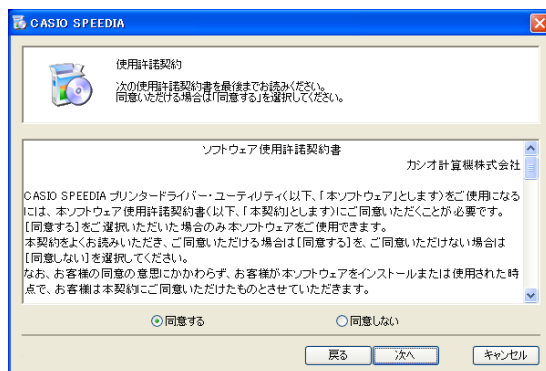 CASIO SPEEDIA
使用許諾契約
次の使用許諾契約書を最後までお読みください。
同意いただける場合は「同意する」を選択してください。
ソフトウェア使用許諾契約書
カシオ計算機株式会社
CASIO SPEEDIA プリンタードライバー・ユーティリティ(以下、「本ソフトウェア」とします)をご使用になる
には、本ソフトウェア使用許諾契約書(以下、「本契約」とします)にご同意いただくことが必要です。
[同意する]をご選択いただいた場合のみ本ソフトウェアをご使用できます。
本契約をよくお読みいただき、ご同意いただける場合は[同意する]を、ご同意いただけない場合は
[同意しない]を選択してください。
なお、お客様の同意の意思にかかわらず、お客様が本ソフトウェアをインストールまたは使用された時
点で、お客様は本契約にご同意いただけたものとさせていただきます。
同意する 同意しない
戻る 次へ キャンセル